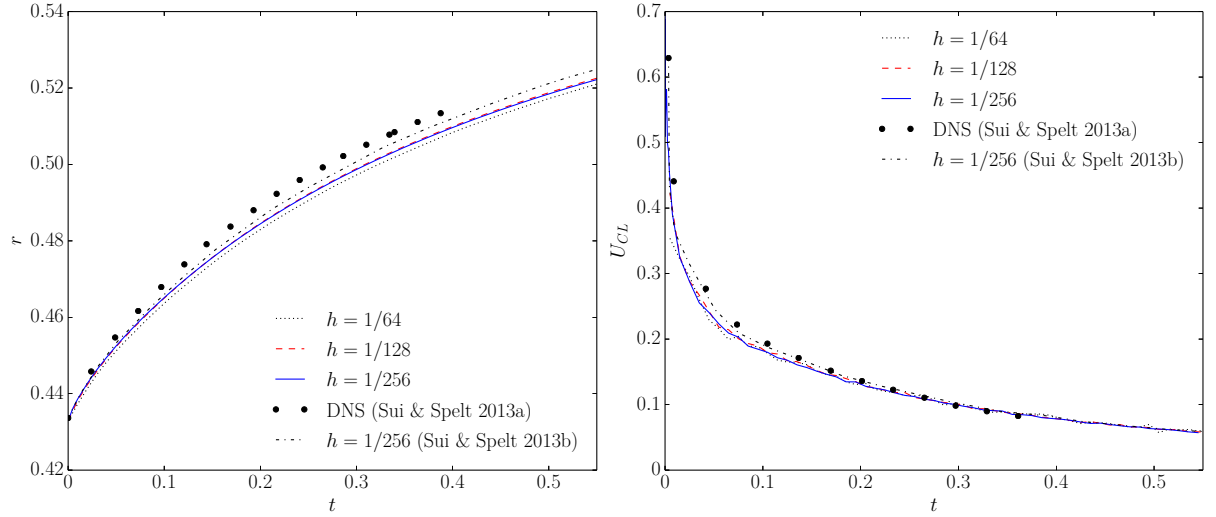 0.54
0.52
0.50
0.48
0.46
0.44
0.42
r
h = 1/64
h = 1/128
h = 1/256
DNS (Sui & Spelt 2013a)
h = 1/256 (Sui & Spelt 2013b)
0 0.1 0.2 0.3 0.4 0.5
t
0.7
0.6
0.5
0.4
0.3
0.2
0.1
0
U_{CL}
h = 1/64
h = 1/128
h = 1/256
DNS (Sui & Spelt 2013a)
h = 1/256 (Sui & Spelt 2013b)
0.1 0.2 0.3 0.4 0.5
t